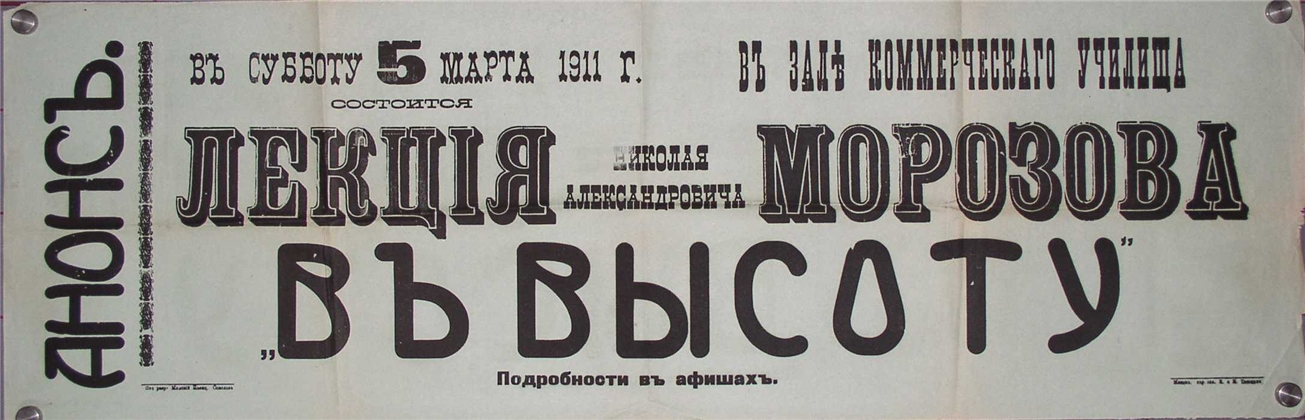 АНОНСЪ.
ВЪ СУББОТУ 5 МАРТА 1911 Г.
ВЪ ЗАЛѢ КОММЕРЧЕСКАГО УЧИЛИЩА
СОСТОИТСЯ
ЛЕКЦІЯ
НИКОЛАЯ
АЛЕКСАНДРОВИЧА
МОРОЗОВА
„ВЪ ВЫСОТУ”
Подробности въ афишахъ.